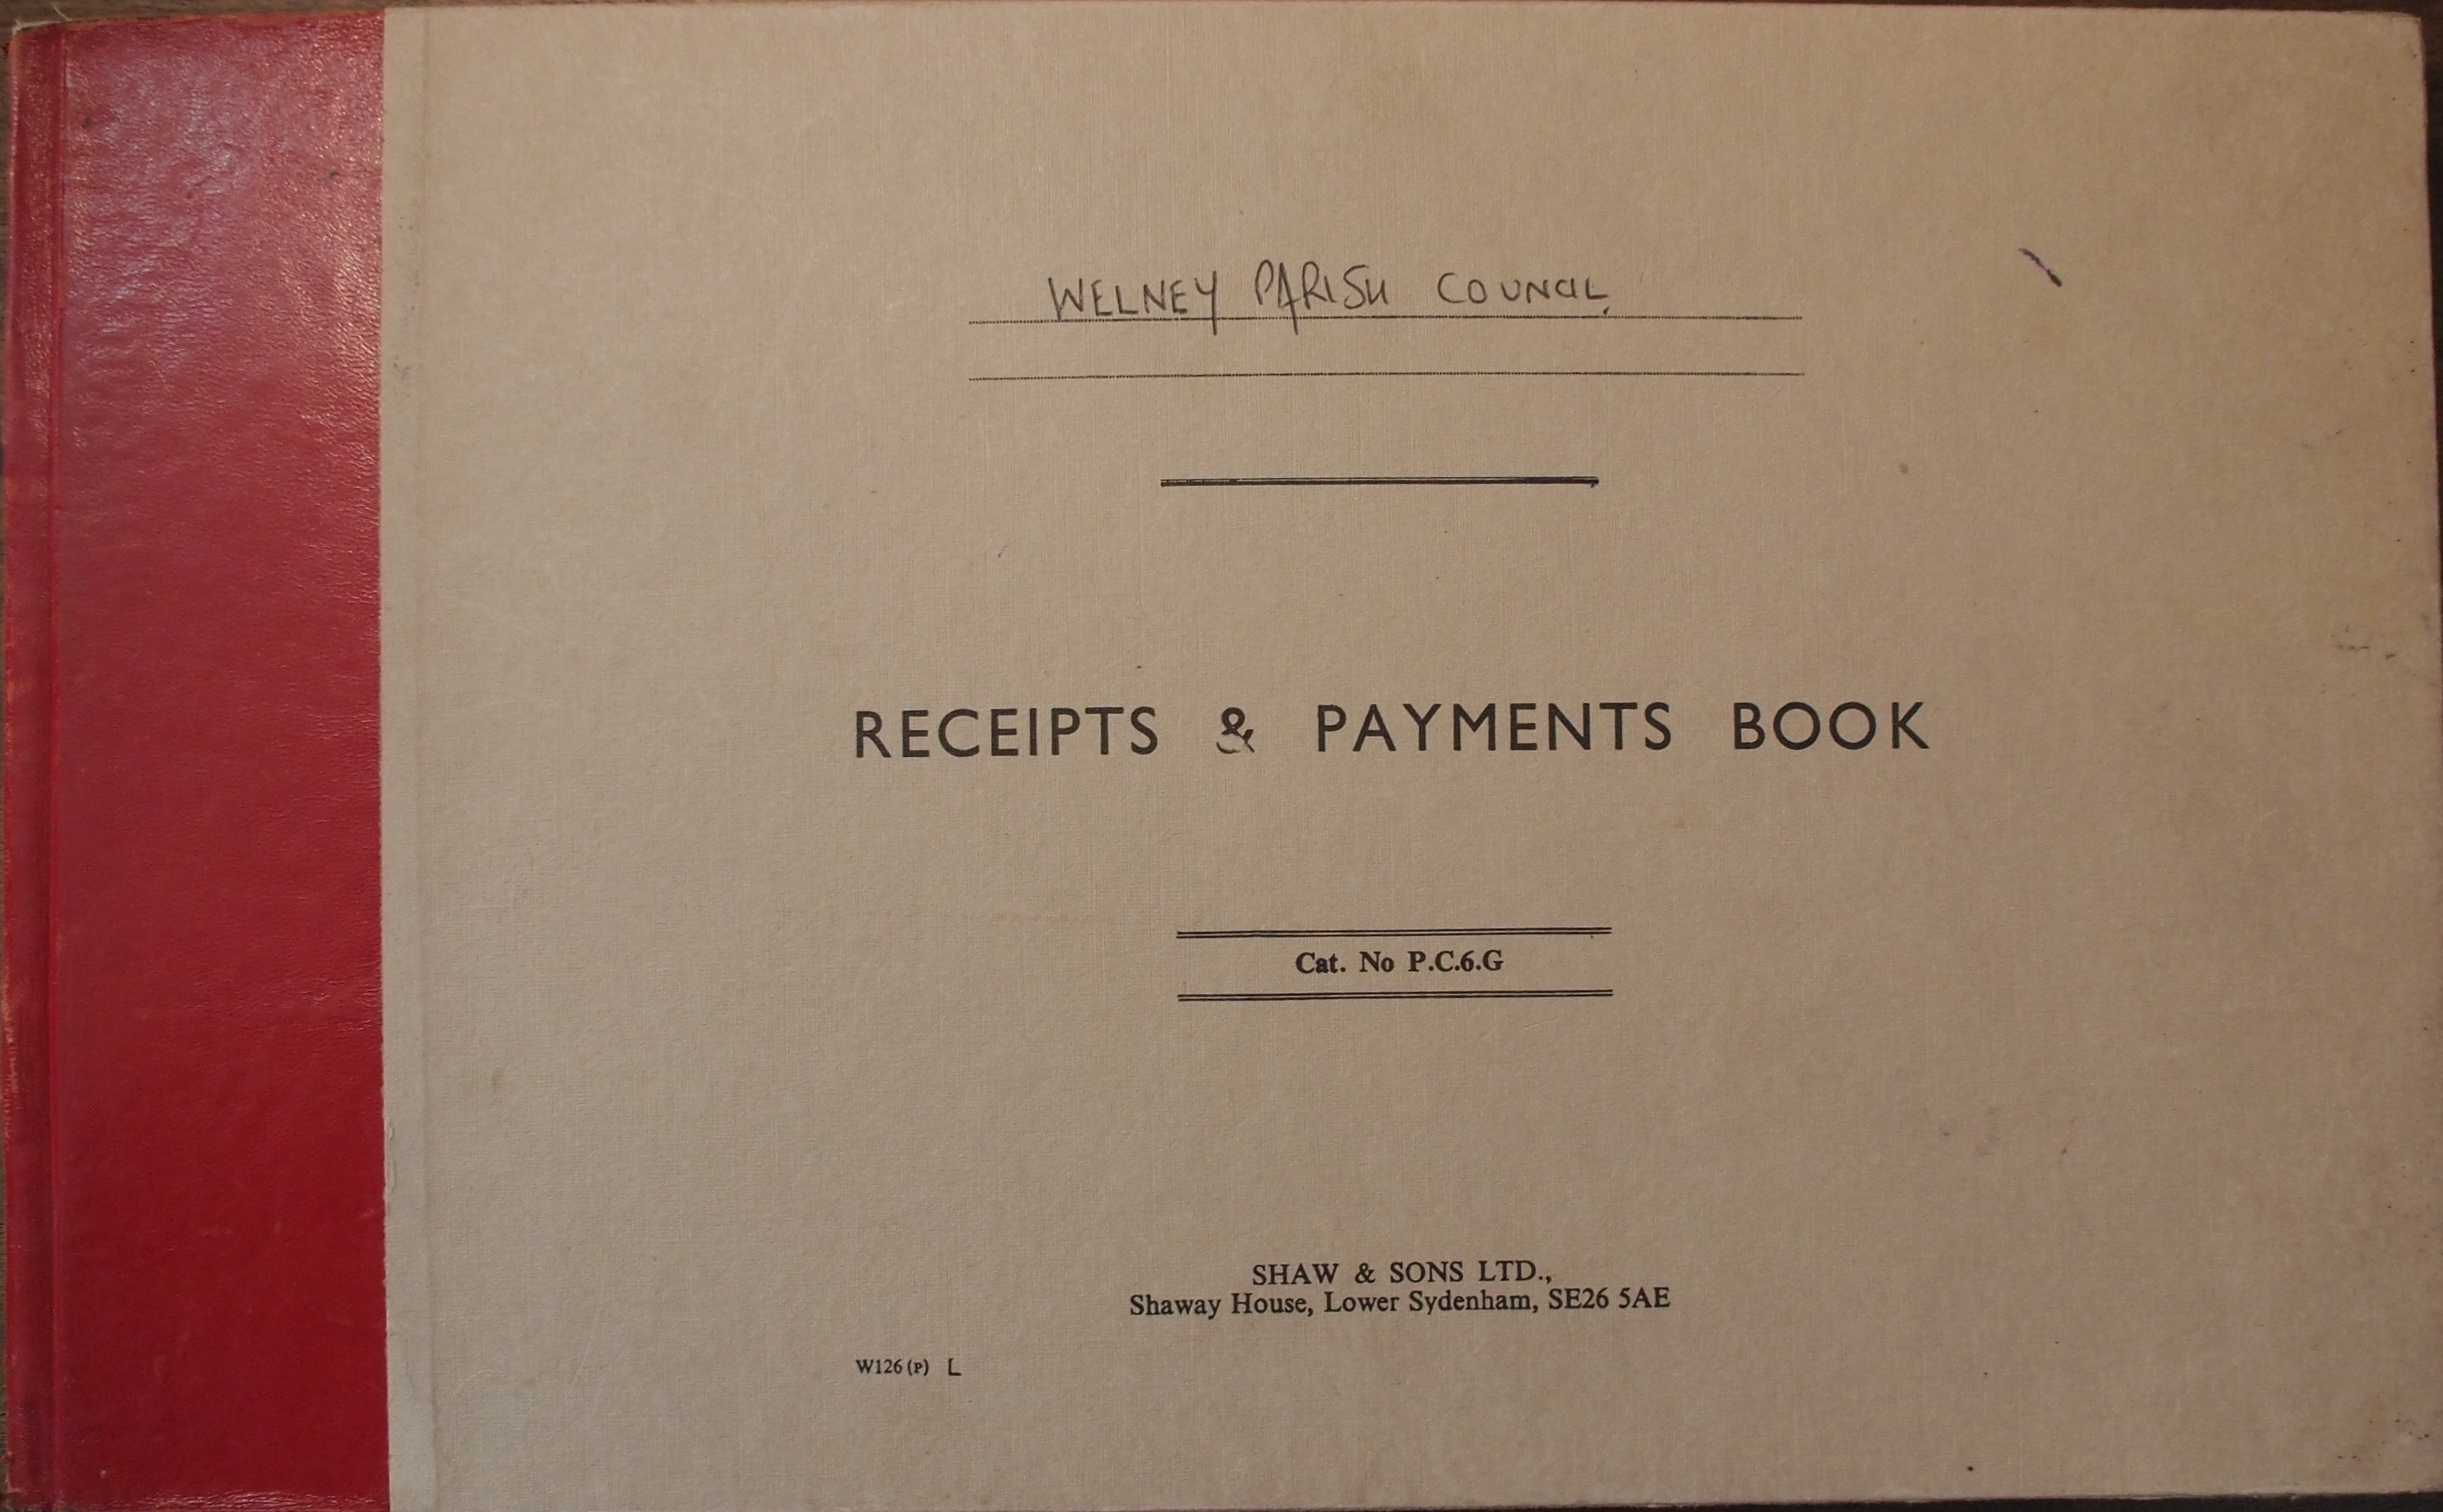 WELNEY PARISH COUNCIL
RECEIPTS & PAYMENTS BOOK
Cat. No P.C.6.G
SHAW & SONS LTD.,
Shaway House, Lower Sydenham, SE26 5AE
W126 (P) L